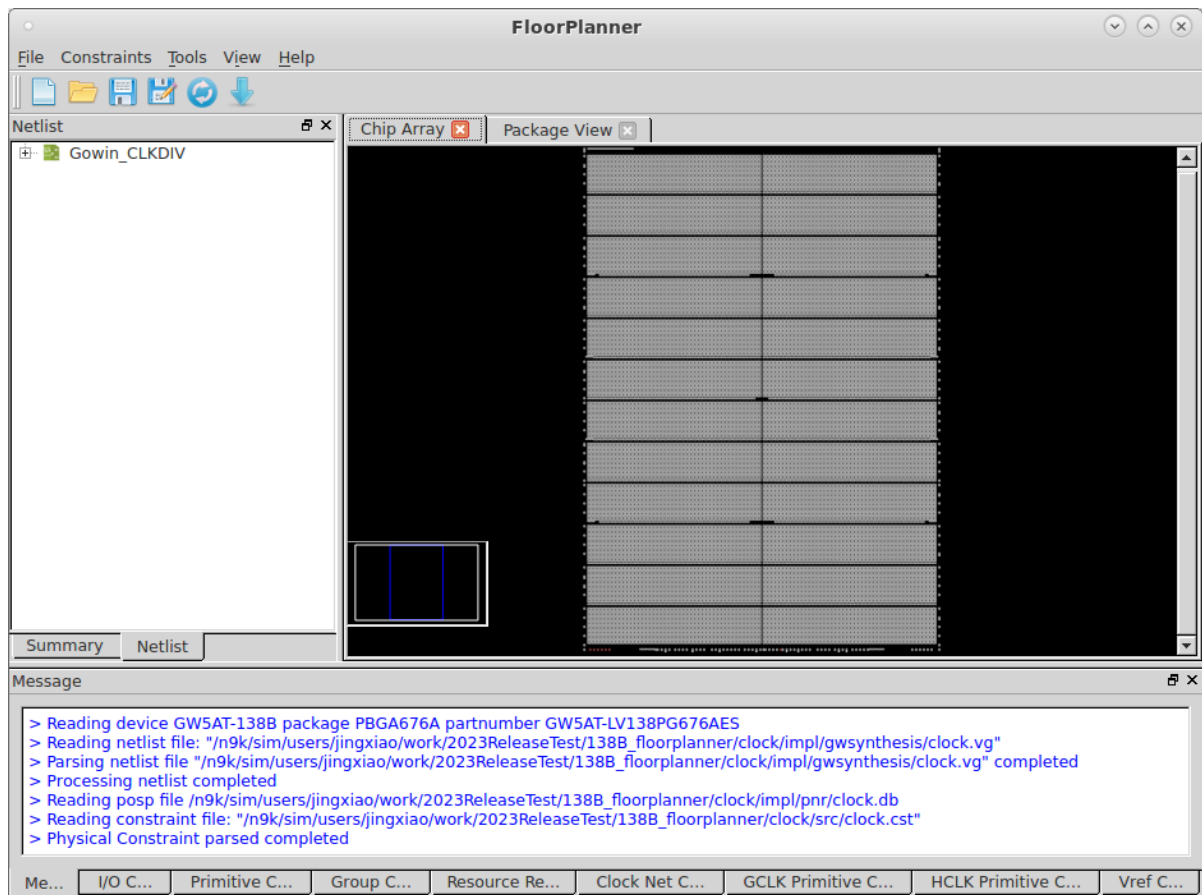 FloorPlanner
File Constraints Tools View Help
Netlist
Chip Array Package View
Gowin_CLKDIV
Summary Netlist
Message
> Reading device GW5AT-138B package PBGA676A partnumber GW5AT-LV138PG676AES
> Reading netlist file: "/n9k/sim/users/jingxiao/work/2023ReleaseTest/138B_floorplanner/clock/impl/gwsynthesis/clock.vg"
> Parsing netlist file "/n9k/sim/users/jingxiao/work/2023ReleaseTest/138B_floorplanner/clock/impl/gwsynthesis/clock.vg" completed
> Processing netlist completed
> Reading posp file /n9k/sim/users/jingxiao/work/2023ReleaseTest/138B_floorplanner/clock/impl/pnr/clock.db
> Reading constraint file: "/n9k/sim/users/jingxiao/work/2023ReleaseTest/138B_floorplanner/clock/src/clock.cst"
> Physical Constraint parsed completed
Me... I/O C... Primitive C... Group C... Resource Re... Clock Net C... GCLK Primitive C... HCLK Primitive C... Vref C...